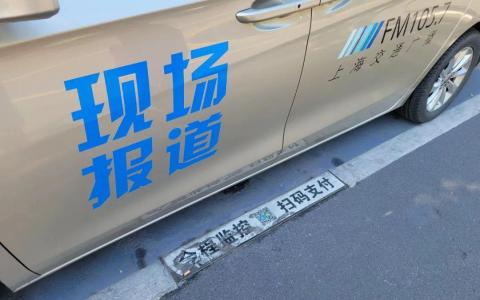 现场
报道
FM105.7
上海交通广播
全程监控 扫码支付